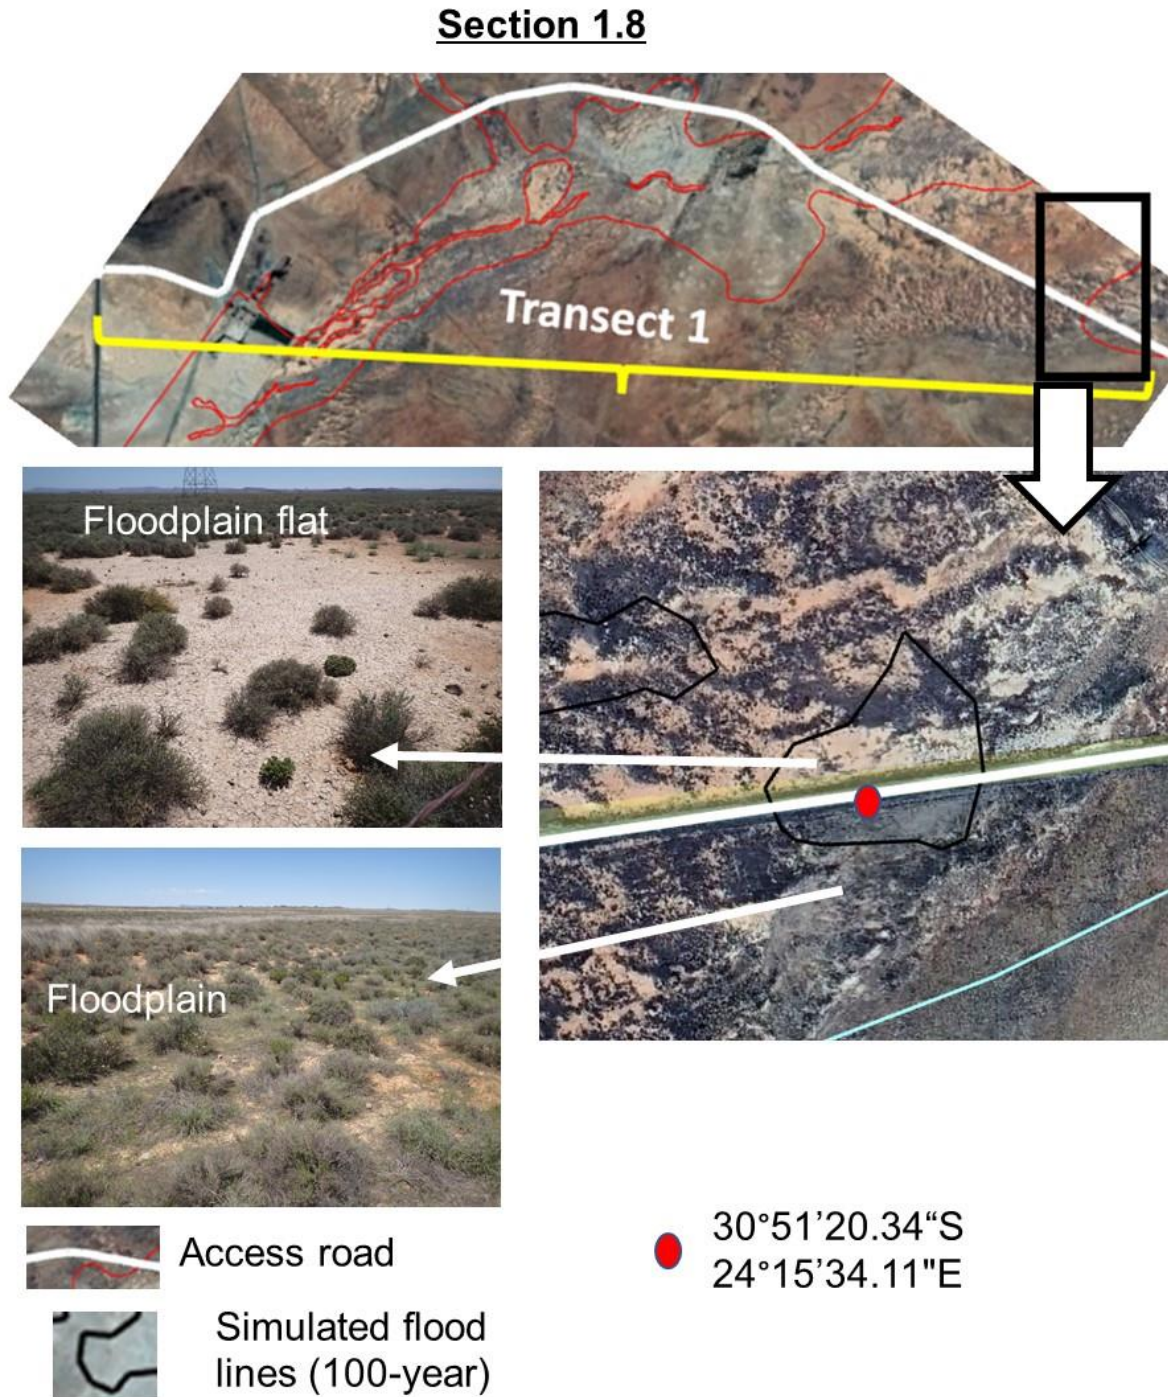 Section 1.8
Transect 1
Floodplain flat
Floodplain
Access road
30°51’20.34“S
24°15’34.11"E
Simulated flood
lines (100-year)